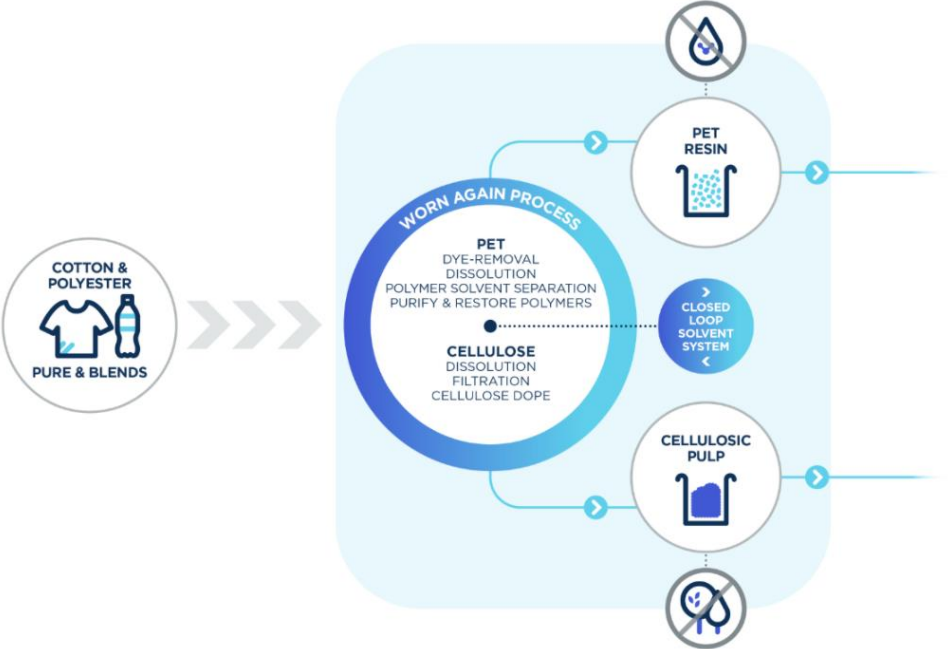 COTTON &
POLYESTER
PURE & BLENDS
WORN AGAIN PROCESS
PET
DYE-REMOVAL
DISSOLUTION
POLYMER SOLVENT SEPARATION
PURIFY & RESTORE POLYMERS
CELLULOSE
DISSOLUTION
FILTRATION
CELLULOSE DOPE
PET
RESIN
CLOSED
LOOP
SOLVENT
SYSTEM
CELLULOSIC
PULP